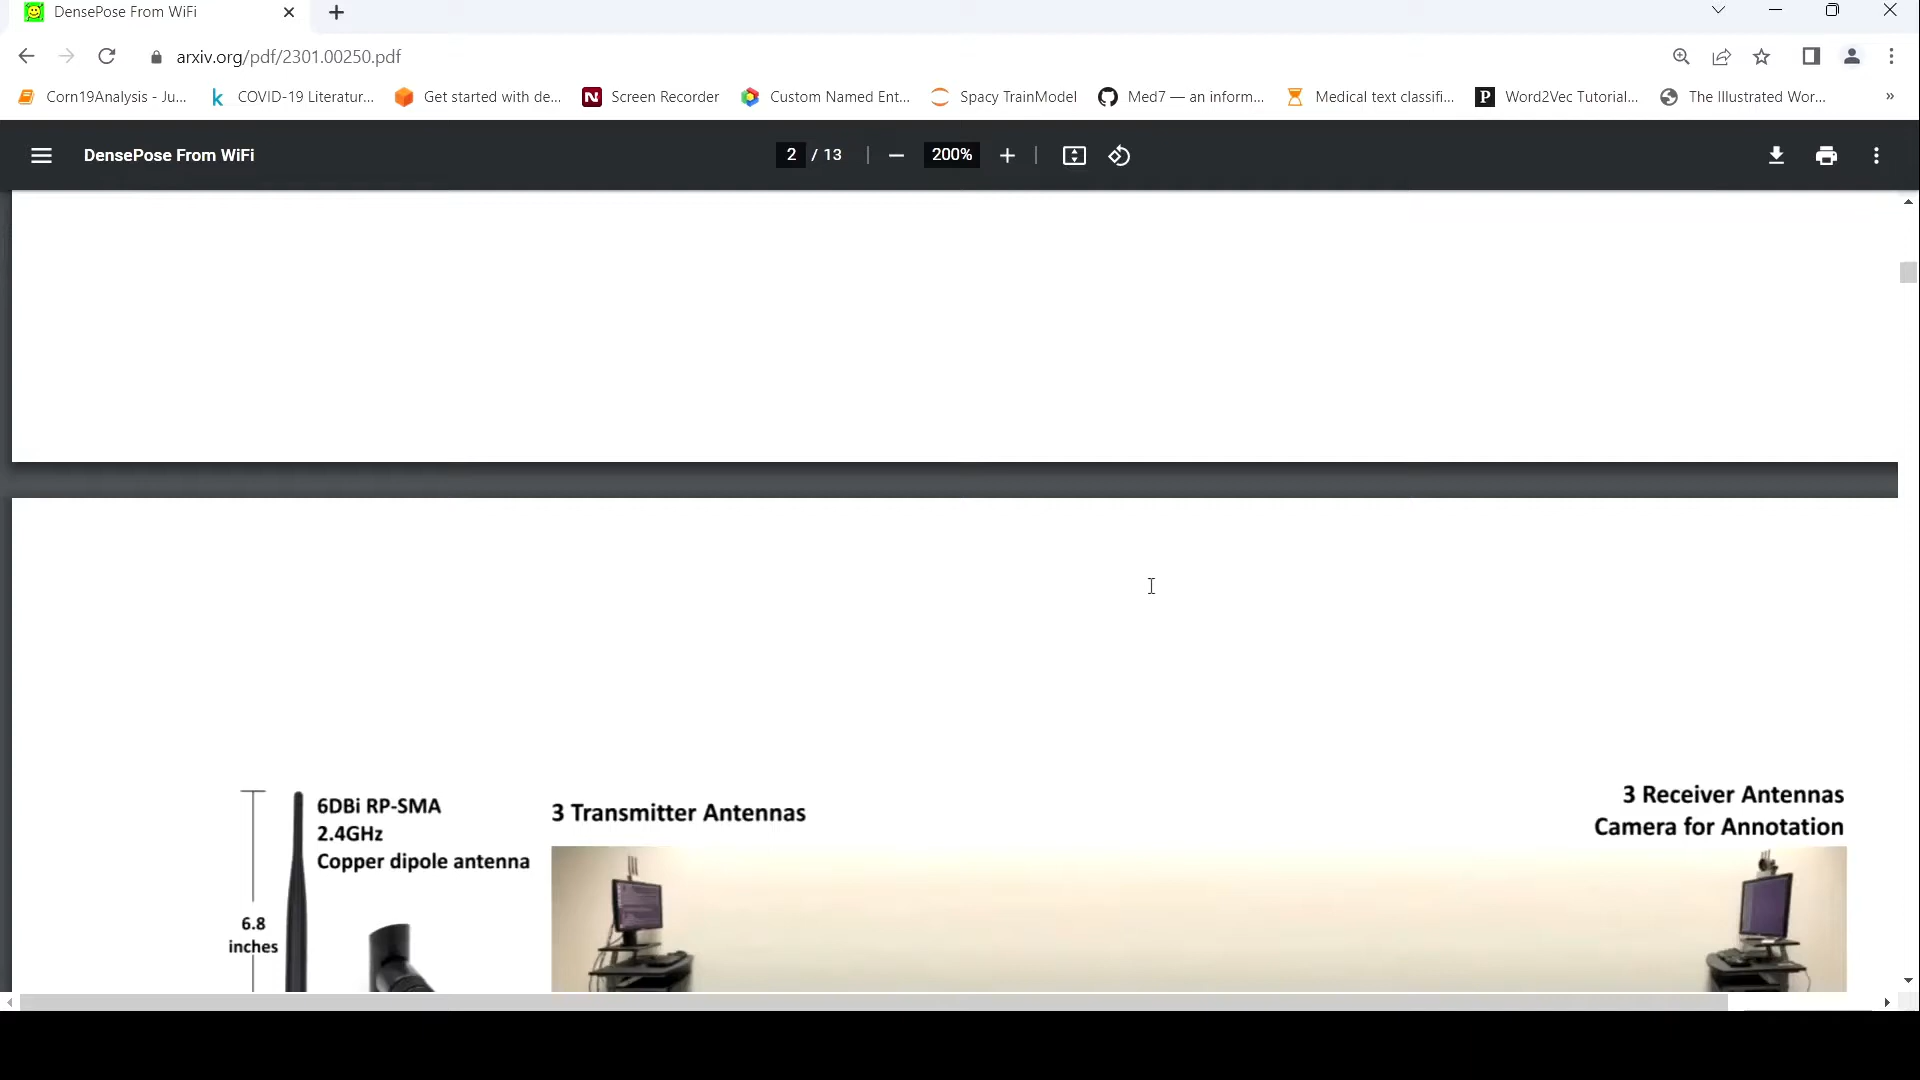 DensePose From WiFi
arxiv.org/pdf/2301.00250.pdf
Corn19Analysis - Ju... COVID-19 Literatur... Get started with de... Screen Recorder Custom Named Ent... Spacy TrainModel Med7 — an inform... Medical text classifi... Word2Vec Tutorial... The Illustrated Wor...
DensePose From WiFi 2 / 13 200%
6DBi RP-SMA
2.4GHz
Copper dipole antenna
6.8
inches
3 Transmitter Antennas
3 Receiver Antennas
Camera for Annotation